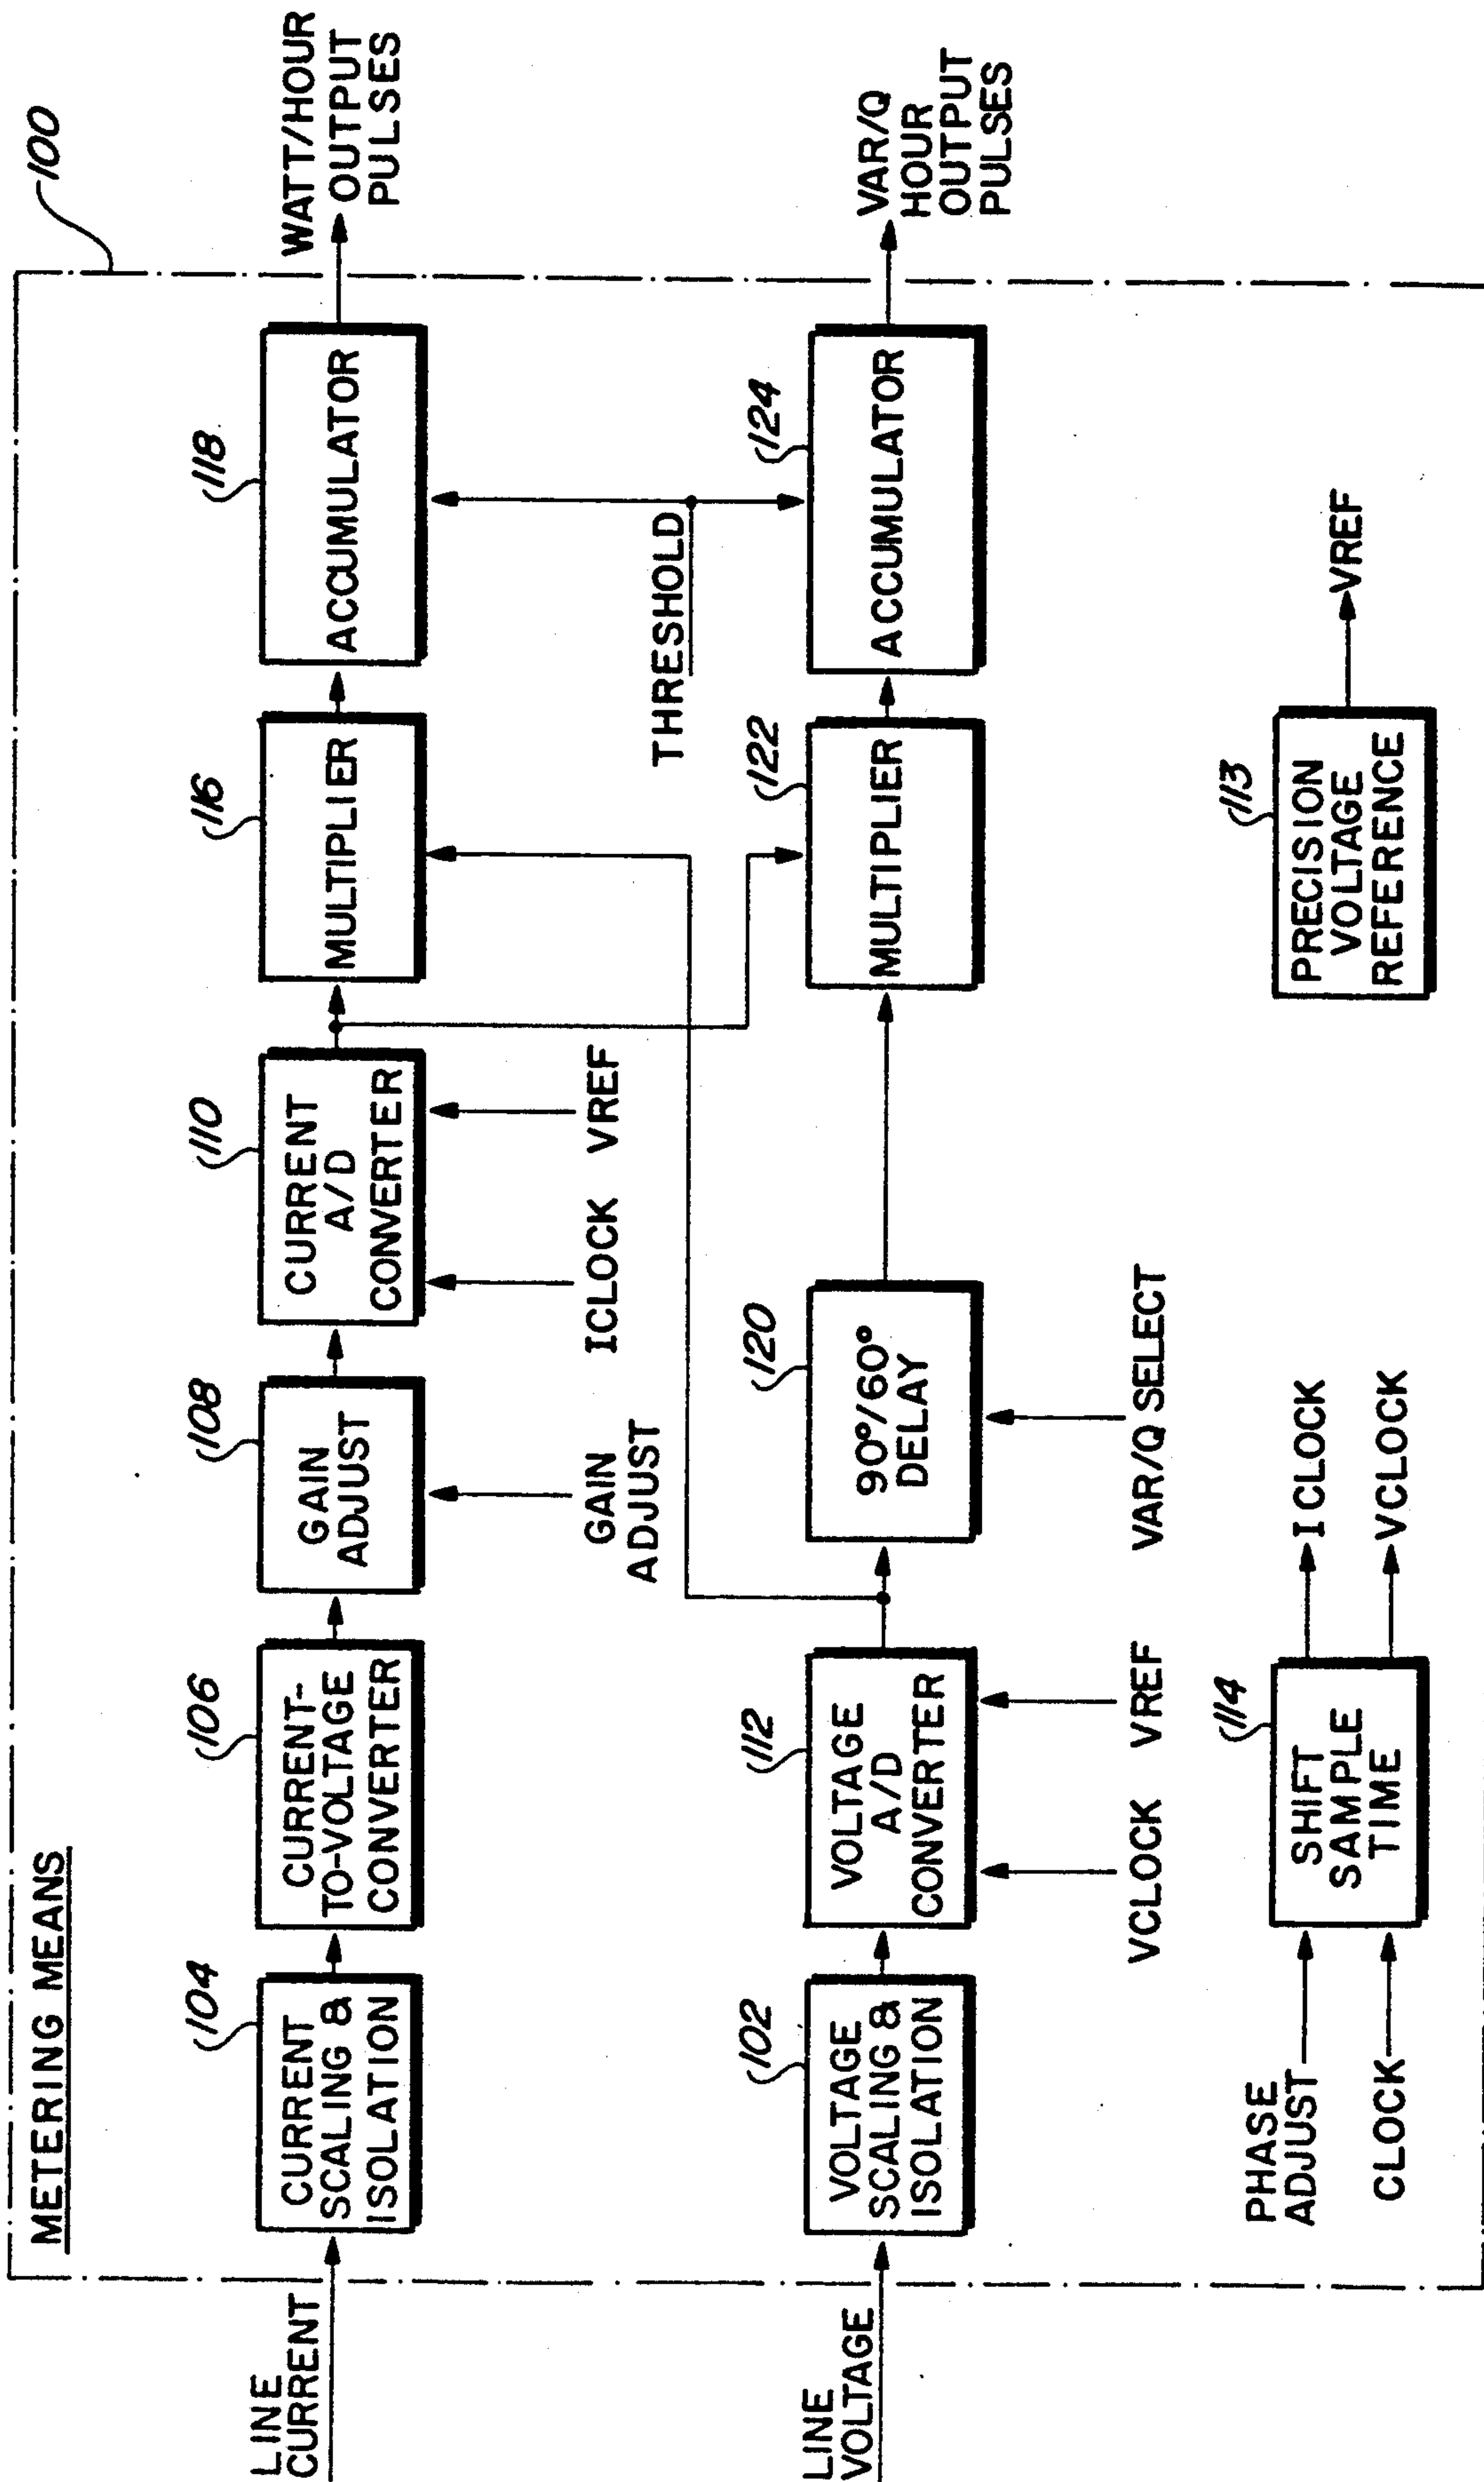 METERING MEANS
100
LINE
CURRENT
104
CURRENT
SCALING &
ISOLATION
106
CURRENT-
TO-VOLTAGE
CONVERTER
108
GAIN
ADJUST
GAIN
ADJUST
110
CURRENT
A/D
CONVERTER
ICLOCK
VREF
116
MULTIPLIER
118
ACCUMULATOR
WATT/HOUR
OUTPUT
PULSES
THRESHOLD
LINE
VOLTAGE
102
VOLTAGE
SCALING &
ISOLATION
112
VOLTAGE
A/D
CONVERTER
VCLOCK
VREF
120
90°/60°
DELAY
VAR/Q SELECT
122
MULTIPLIER
124
ACCUMULATOR
VAR/Q
HOUR
OUTPUT
PULSES
PHASE
ADJUST
CLOCK
114
SHIFT
SAMPLE
TIME
ICLOCK
VCLOCK
113
PRECISION
VOLTAGE
REFERENCE
VREF